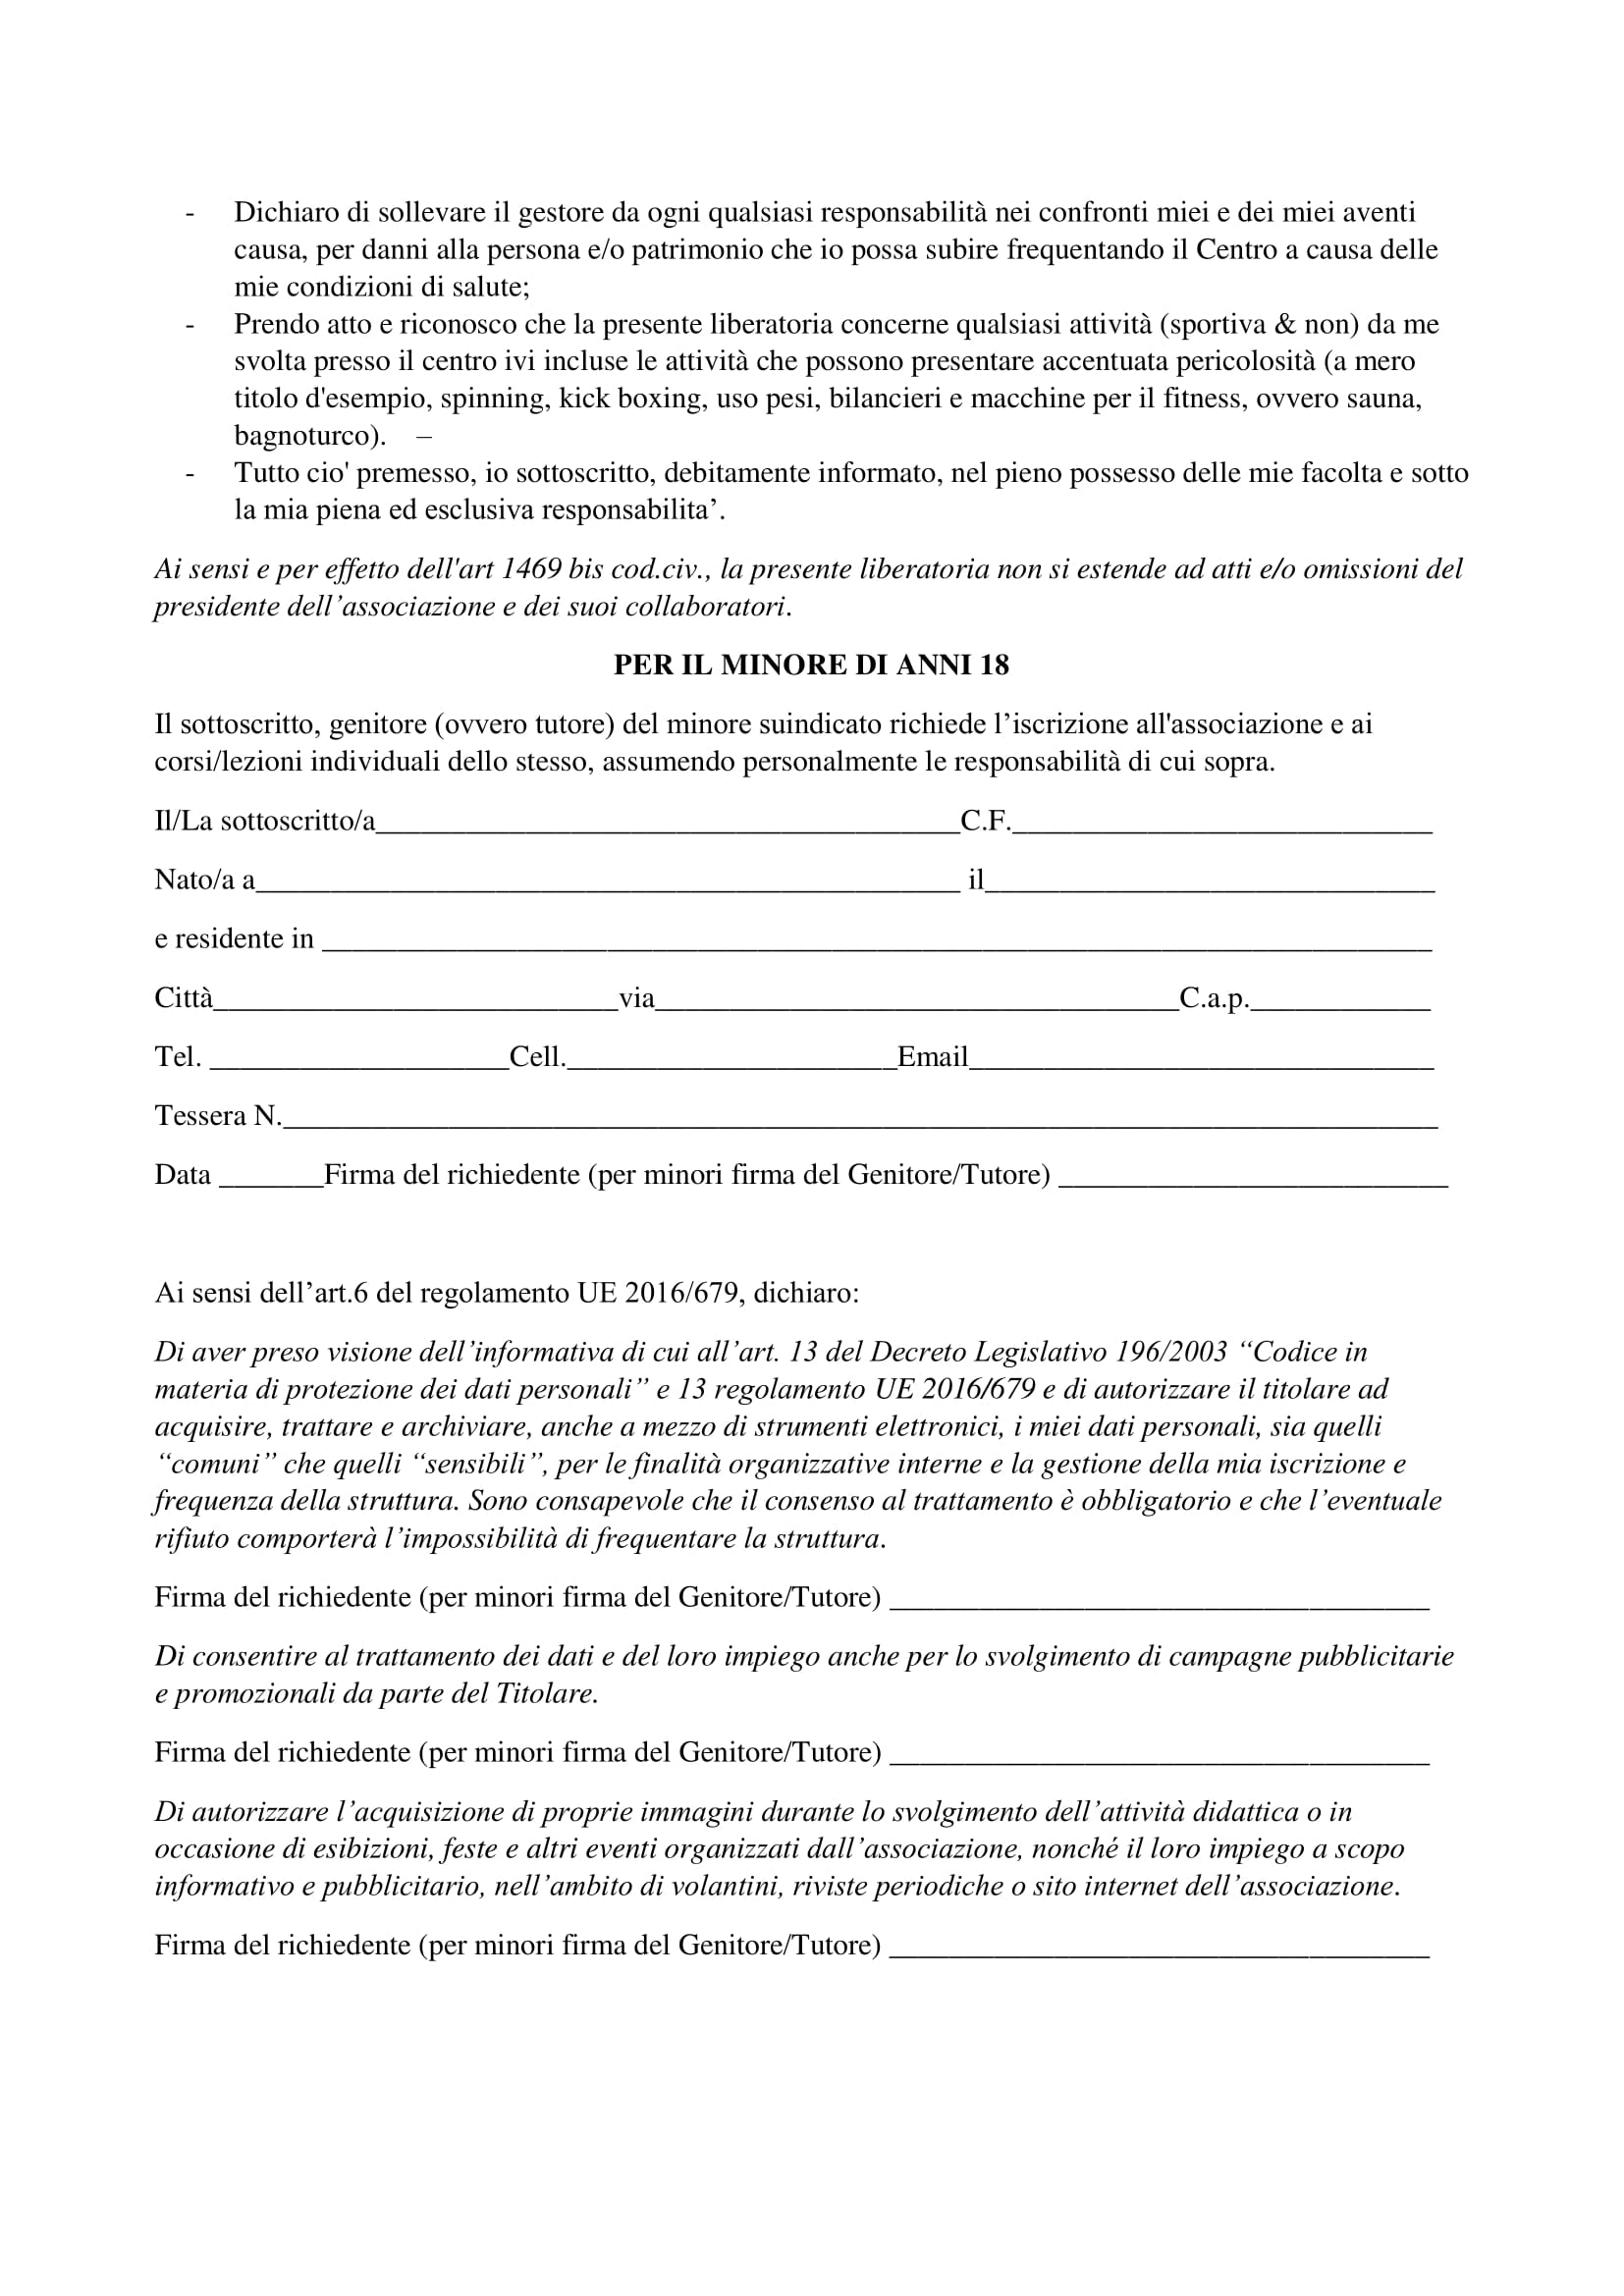 - Dichiaro di sollevare il gestore da ogni qualsiasi responsabilità nei confronti miei e dei miei aventi
causa, per danni alla persona e/o patrimonio che io possa subire frequentando il Centro a causa delle
mie condizioni di salute;
- Prendo atto e riconosco che la presente liberatoria concerne qualsiasi attività (sportiva & non) da me
svolta presso il centro ivi incluse le attività che possono presentare accentuata pericolosità (a mero
titolo d'esempio, spinning, kick boxing, uso pesi, bilancieri e macchine per il fitness, ovvero sauna,
bagnoturco). –
- Tutto cio' premesso, io sottoscritto, debitamente informato, nel pieno possesso delle mie facolta e sotto
la mia piena ed esclusiva responsabilita’.
Ai sensi e per effetto dell'art 1469 bis cod.civ., la presente liberatoria non si estende ad atti e/o omissioni del
presidente dell’associazione e dei suoi collaboratori.
PER IL MINORE DI ANNI 18
Il sottoscritto, genitore (ovvero tutore) del minore suindicato richiede l’iscrizione all'associazione e ai
corsi/lezioni individuali dello stesso, assumendo personalmente le responsabilità di cui sopra.
Il/La sottoscritto/a_______________________________________C.F.____________________________
Nato/a a_______________________________________________ il______________________________
e residente in __________________________________________________________________________
Città___________________________via___________________________________C.a.p.____________
Tel. ____________________Cell.______________________Email_______________________________
Tessera N._____________________________________________________________________________
Data _______Firma del richiedente (per minori firma del Genitore/Tutore) __________________________
Ai sensi dell’art.6 del regolamento UE 2016/679, dichiaro:
Di aver preso visione dell’informativa di cui all’art. 13 del Decreto Legislativo 196/2003 “Codice in
materia di protezione dei dati personali” e 13 regolamento UE 2016/679 e di autorizzare il titolare ad
acquisire, trattare e archiviare, anche a mezzo di strumenti elettronici, i miei dati personali, sia quelli
“comuni” che quelli “sensibili”, per le finalità organizzative interne e la gestione della mia iscrizione e
frequenza della struttura. Sono consapevole che il consenso al trattamento è obbligatorio e che l’eventuale
rifiuto comporterà l’impossibilità di frequentare la struttura.
Firma del richiedente (per minori firma del Genitore/Tutore) ____________________________________
Di consentire al trattamento dei dati e del loro impiego anche per lo svolgimento di campagne pubblicitarie
e promozionali da parte del Titolare.
Firma del richiedente (per minori firma del Genitore/Tutore) ____________________________________
Di autorizzare l’acquisizione di proprie immagini durante lo svolgimento dell’attività didattica o in
occasione di esibizioni, feste e altri eventi organizzati dall’associazione, nonché il loro impiego a scopo
informativo e pubblicitario, nell’ambito di volantini, riviste periodiche o sito internet dell’associazione.
Firma del richiedente (per minori firma del Genitore/Tutore) ____________________________________